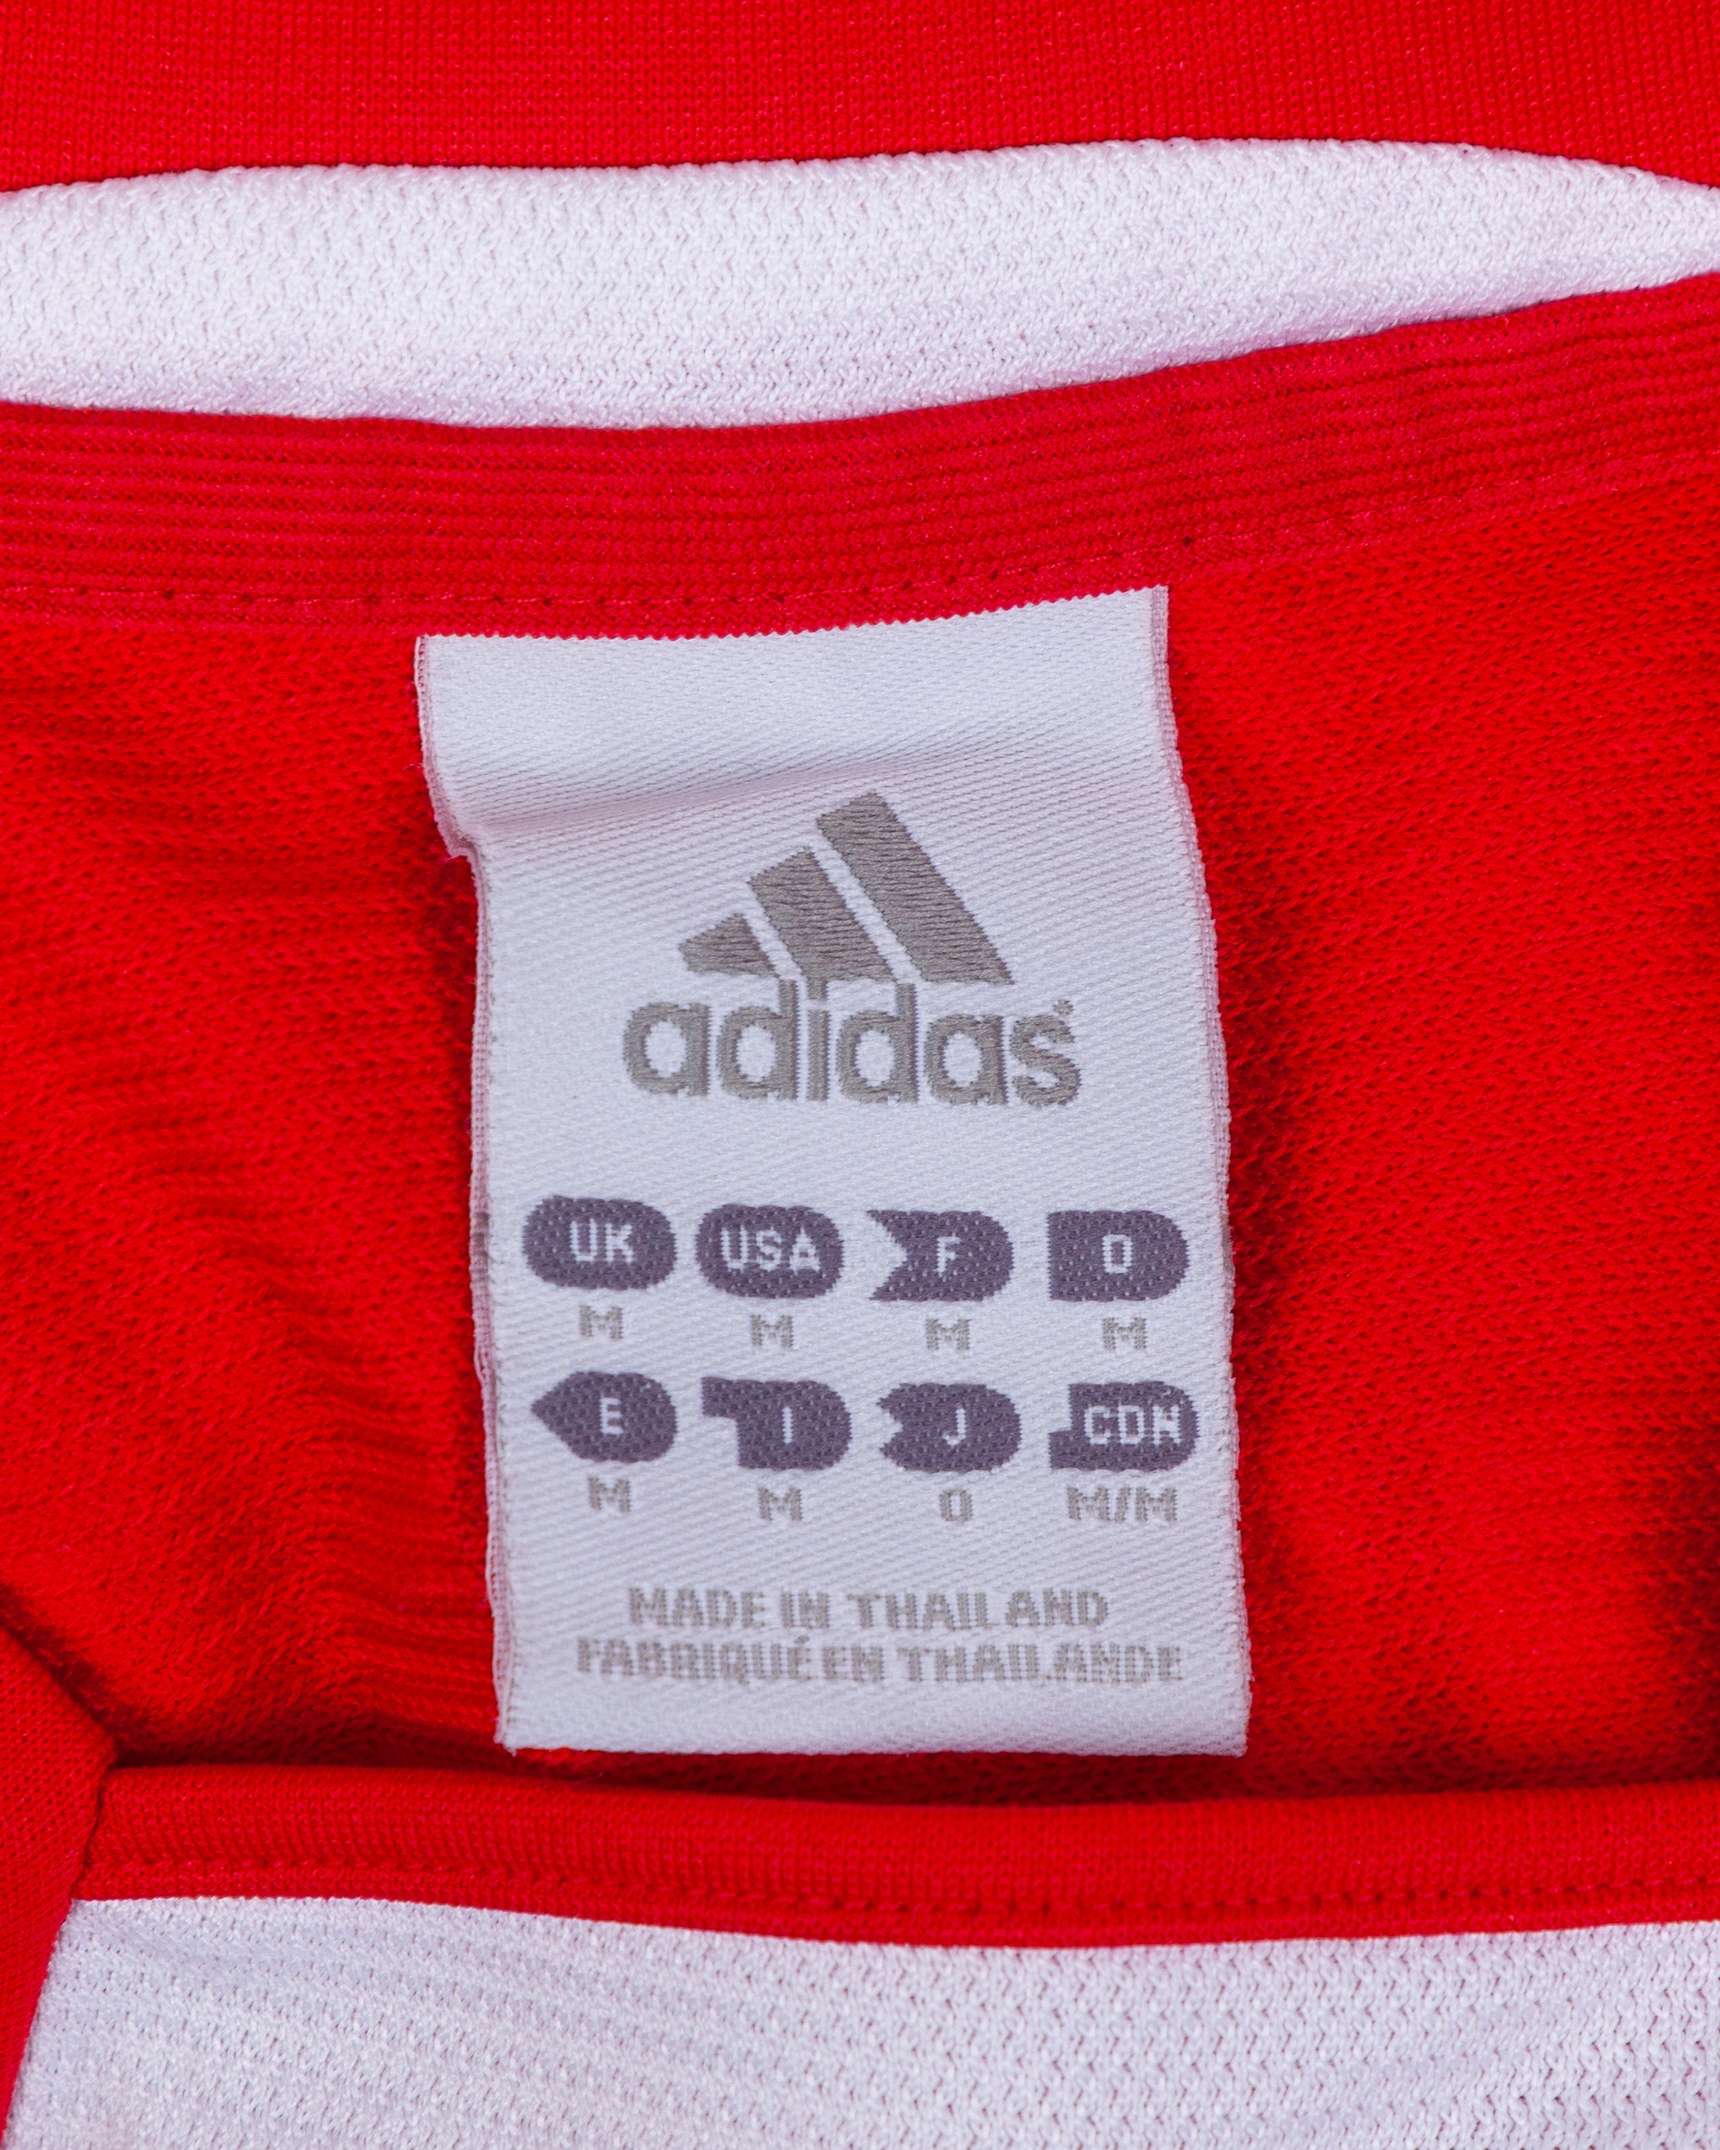 adidas
UK USA F D
M M M M
E I J CDN
M M O M/M
MADE IN THAILAND
FABRIQUÉ EN THAILANDE